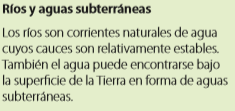 Ríos y aguas subterráneas
Los ríos son corrientes naturales de agua
cuyos cauces son relativamente estables.
También el agua puede encontrarse bajo
la superficie de la Tierra en forma de aguas
subterráneas.